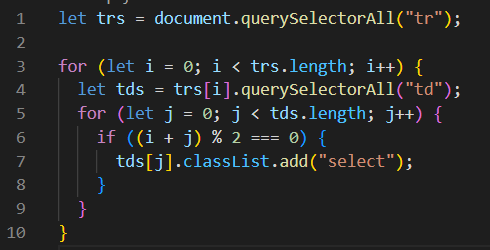 1 let trs = document.querySelectorAll("tr");
2
3 for (let i = 0; i < trs.length; i++) {
4   let tds = trs[i].querySelectorAll("td");
5   for (let j = 0; j < tds.length; j++) {
6     if ((i + j) % 2 === 0) {
7       tds[j].classList.add("select");
8     }
9   }
10 }